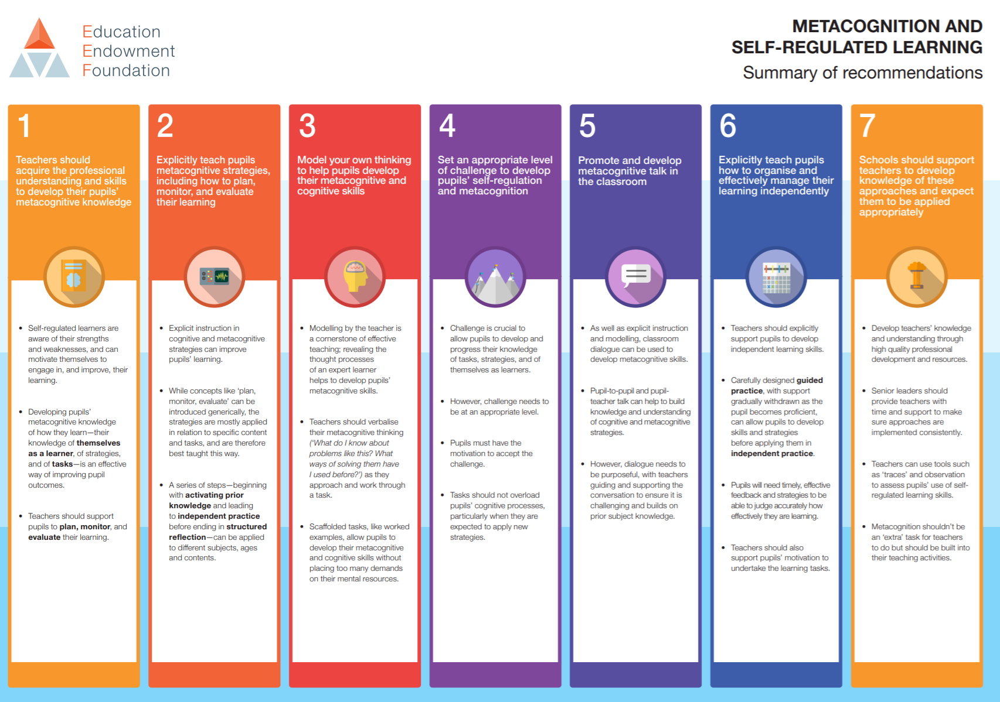 Education
Endowment
Foundation
METACOGNITION AND
SELF-REGULATED LEARNING
Summary of recommendations
1
Teachers should
acquire the professional
understanding and skills
to develop their pupils’
metacognitive knowledge
• Self-regulated learners are
aware of their strengths
and weaknesses, and can
motivate themselves to
engage in, and improve, their
learning.
• Developing pupils’
metacognitive knowledge
of how they learn—their
knowledge of themselves
as a learner, of strategies,
and of tasks—is an effective
way of improving pupil
outcomes.
• Teachers should support
pupils to plan, monitor, and
evaluate their learning.
2
Explicitly teach pupils
metacognitive strategies,
including how to plan,
monitor, and evaluate
their learning
• Explicit instruction in
cognitive and metacognitive
strategies can improve
pupils’ learning.
• While concepts like ‘plan,
monitor, evaluate’ can be
introduced generically, the
strategies are mostly applied
in relation to specific content
and tasks, and are therefore
best taught this way.
• A series of steps—beginning
with activating prior
knowledge and leading
to independent practice
before ending in structured
reflection—can be applied
to different subjects, ages
and contents.
3
Model your own thinking
to help pupils develop
their metacognitive and
cognitive skills
• Modelling by the teacher is
a cornerstone of effective
teaching; revealing the
thought processes
of an expert learner
helps to develop pupils’
metacognitive skills.
• Teachers should verbalise
their metacognitive thinking
(‘What do I know about
problems like this? What
ways of solving them have
I used before?’) as they
approach and work through
a task.
• Scaffolded tasks, like worked
examples, allow pupils to
develop their metacognitive
and cognitive skills without
placing too many demands
on their mental resources.
4
Set an appropriate level
of challenge to develop
pupils’ self-regulation
and metacognition
• Challenge is crucial to
allow pupils to develop and
progress their knowledge
of tasks, strategies, and of
themselves as learners.
• However, challenge needs to
be at an appropriate level.
• Pupils must have the
motivation to accept the
challenge.
• Tasks should not overload
pupils’ cognitive processes,
particularly when they are
expected to apply new
strategies.
5
Promote and develop
metacognitive talk in
the classroom
• As well as explicit instruction
and modelling, classroom
dialogue can be used to
develop metacognitive skills.
• Pupil-to-pupil and pupil-
teacher talk can help to build
knowledge and understanding
of cognitive and metacognitive
strategies.
• However, dialogue needs to
be purposeful, with teachers
guiding and supporting the
conversation to ensure it is
challenging and builds on
prior subject knowledge.
6
Explicitly teach pupils
how to organise and
effectively manage their
learning independently
• Teachers should explicitly
support pupils to develop
independent learning skills.
• Carefully designed guided
practice, with support
gradually withdrawn as the
pupil becomes proficient,
can allow pupils to develop
skills and strategies
before applying them in
independent practice.
• Pupils will need timely, effective
feedback and strategies to be
able to judge accurately how
effectively they are learning.
• Teachers should also
support pupils’ motivation to
undertake the learning tasks.
7
Schools should support
teachers to develop
knowledge of these
approaches and expect
them to be applied
appropriately
• Develop teachers’ knowledge
and understanding through
high quality professional
development and resources.
• Senior leaders should
provide teachers with
time and support to make
sure approaches are
implemented consistently.
• Teachers can use tools such
as ‘traces’ and observation
to assess pupils’ use of self-
regulated learning skills.
• Metacognition shouldn’t be
an ‘extra’ task for teachers
to do but should be built into
their teaching activities.